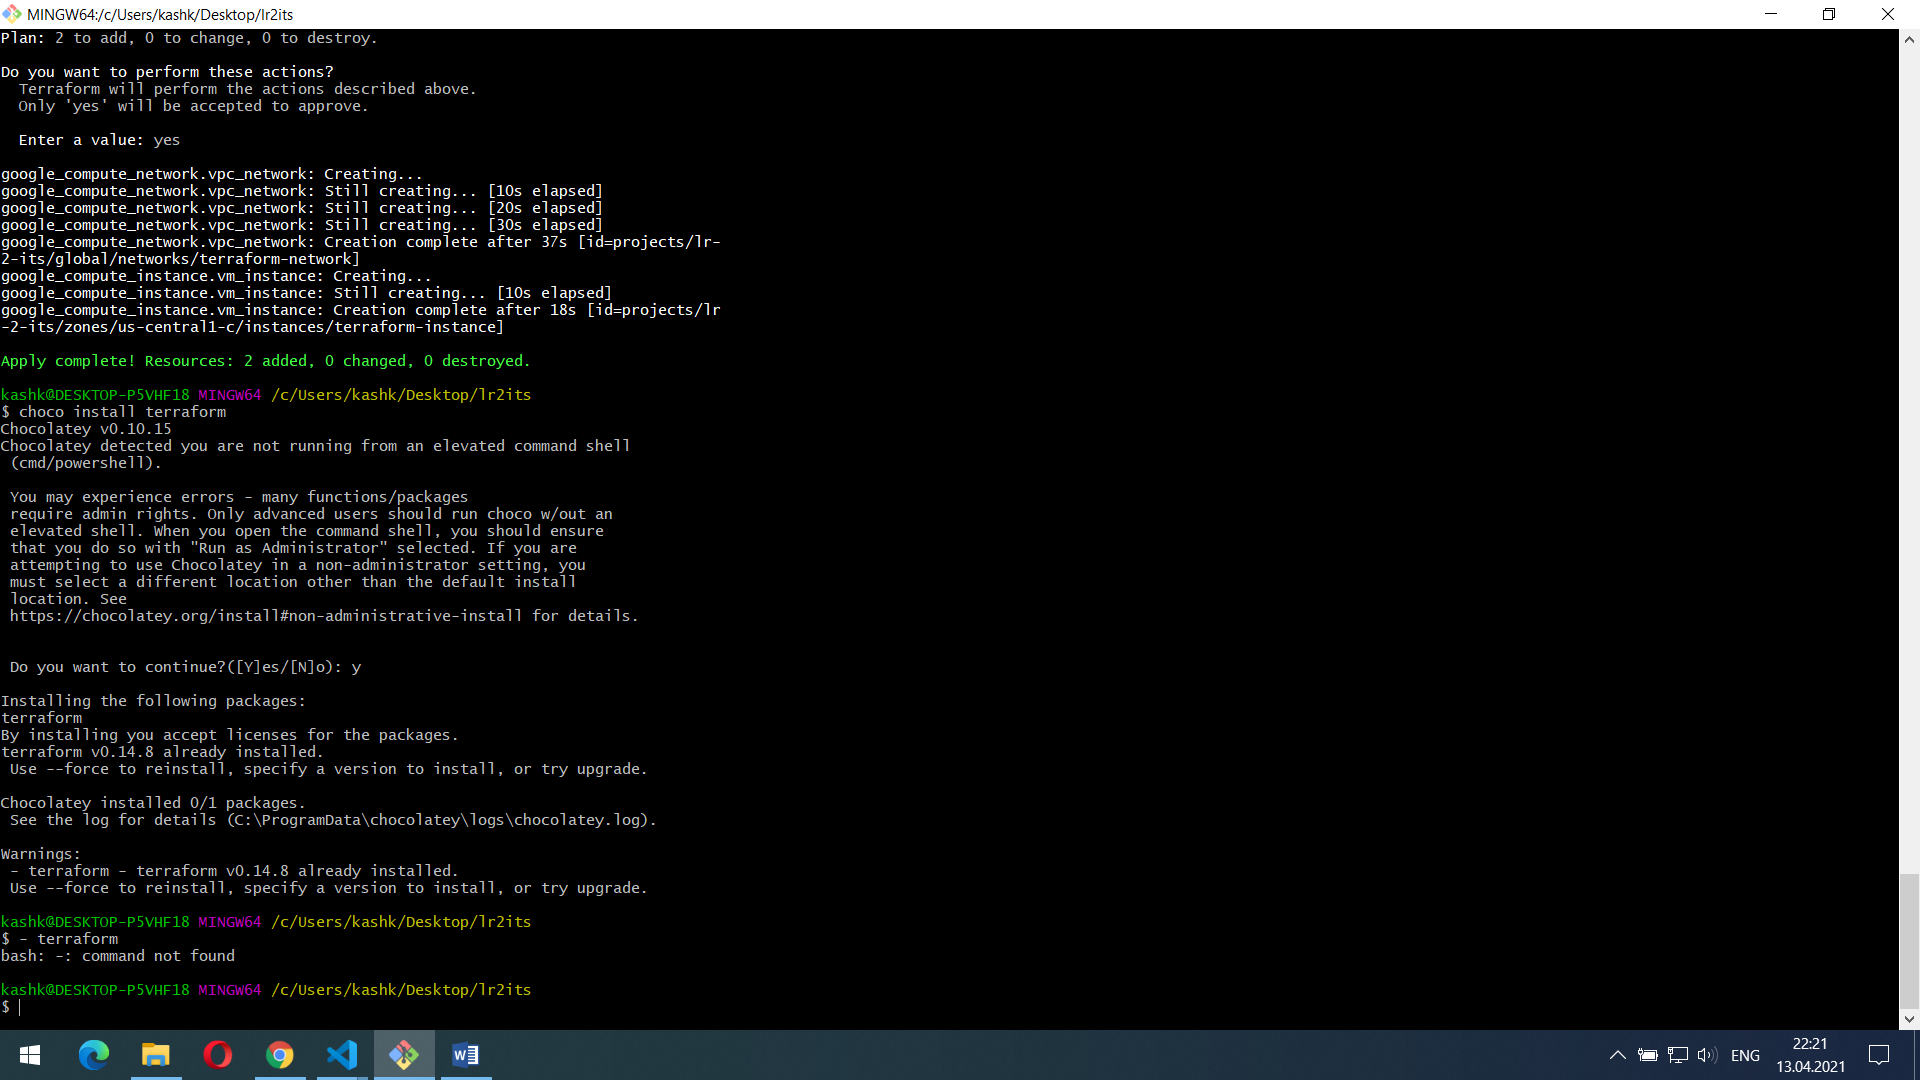 MINGW64:/c/Users/kashk/Desktop/lr2its
Plan: 2 to add, 0 to change, 0 to destroy.
Do you want to perform these actions?
  Terraform will perform the actions described above.
  Only 'yes' will be accepted to approve.
  Enter a value: yes
google_compute_network.vpc_network: Creating...
google_compute_network.vpc_network: Still creating... [10s elapsed]
google_compute_network.vpc_network: Still creating... [20s elapsed]
google_compute_network.vpc_network: Still creating... [30s elapsed]
google_compute_network.vpc_network: Creation complete after 37s [id=projects/lr-
2-its/global/networks/terraform-network]
google_compute_instance.vm_instance: Creating...
google_compute_instance.vm_instance: Still creating... [10s elapsed]
google_compute_instance.vm_instance: Creation complete after 18s [id=projects/lr
-2-its/zones/us-central1-c/instances/terraform-instance]
Apply complete! Resources: 2 added, 0 changed, 0 destroyed.
kashk@DESKTOP-P5VHF18 MINGW64 /c/Users/kashk/Desktop/lr2its
$ choco install terraform
Chocolatey v0.10.15
Chocolatey detected you are not running from an elevated command shell
 (cmd/powershell).
 You may experience errors - many functions/packages
 require admin rights. Only advanced users should run choco w/out an
 elevated shell. When you open the command shell, you should ensure
 that you do so with "Run as Administrator" selected. If you are
 attempting to use Chocolatey in a non-administrator setting, you
 must select a different location other than the default install
 location. See
 https://chocolatey.org/install#non-administrative-install for details.
 Do you want to continue?([Y]es/[N]o): y
Installing the following packages:
terraform
By installing you accept licenses for the packages.
terraform v0.14.8 already installed.
 Use --force to reinstall, specify a version to install, or try upgrade.
Chocolatey installed 0/1 packages.
 See the log for details (C:\ProgramData\chocolatey\logs\chocolatey.log).
Warnings:
 - terraform - terraform v0.14.8 already installed.
 Use --force to reinstall, specify a version to install, or try upgrade.
kashk@DESKTOP-P5VHF18 MINGW64 /c/Users/kashk/Desktop/lr2its
$ - terraform
bash: -: command not found
kashk@DESKTOP-P5VHF18 MINGW64 /c/Users/kashk/Desktop/lr2its
$
ENG
22:21
13.04.2021